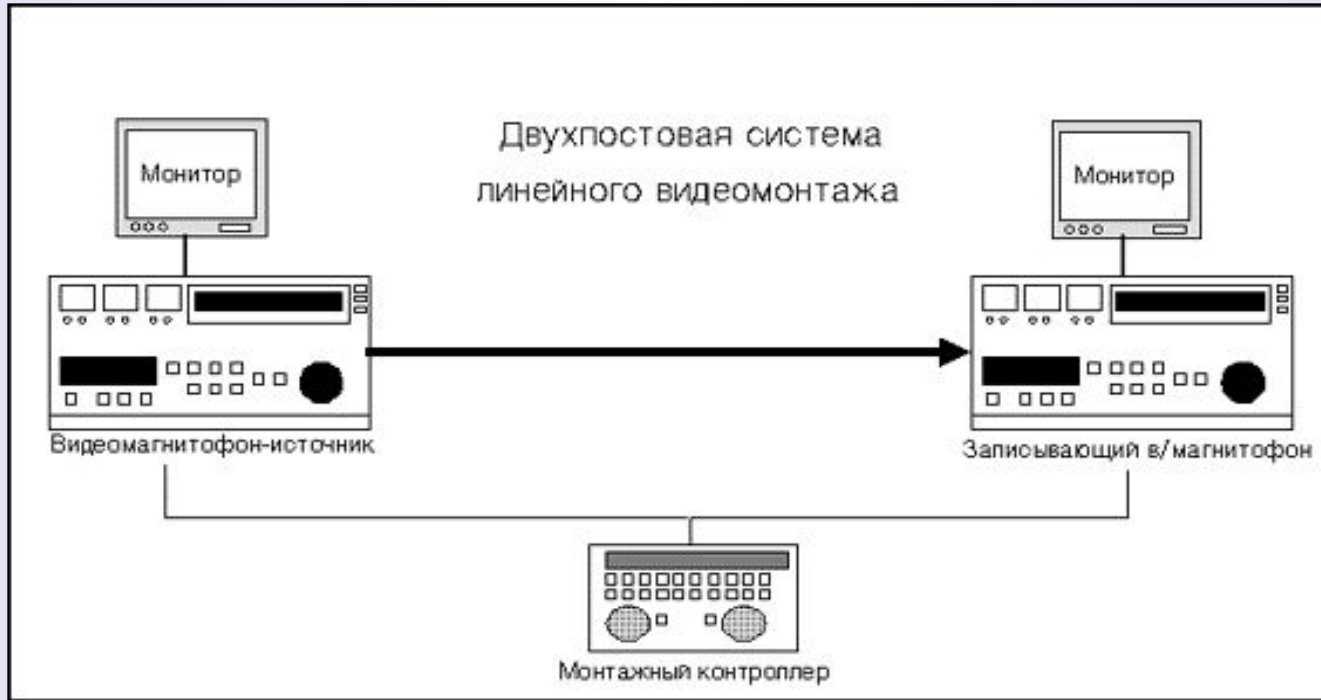 Двухпостовая система
линейного видеомонтажа
Монитор
Монитор
Видеомагнитофон-источник
Записывающий в/магнитофон
Монтажный контроллер